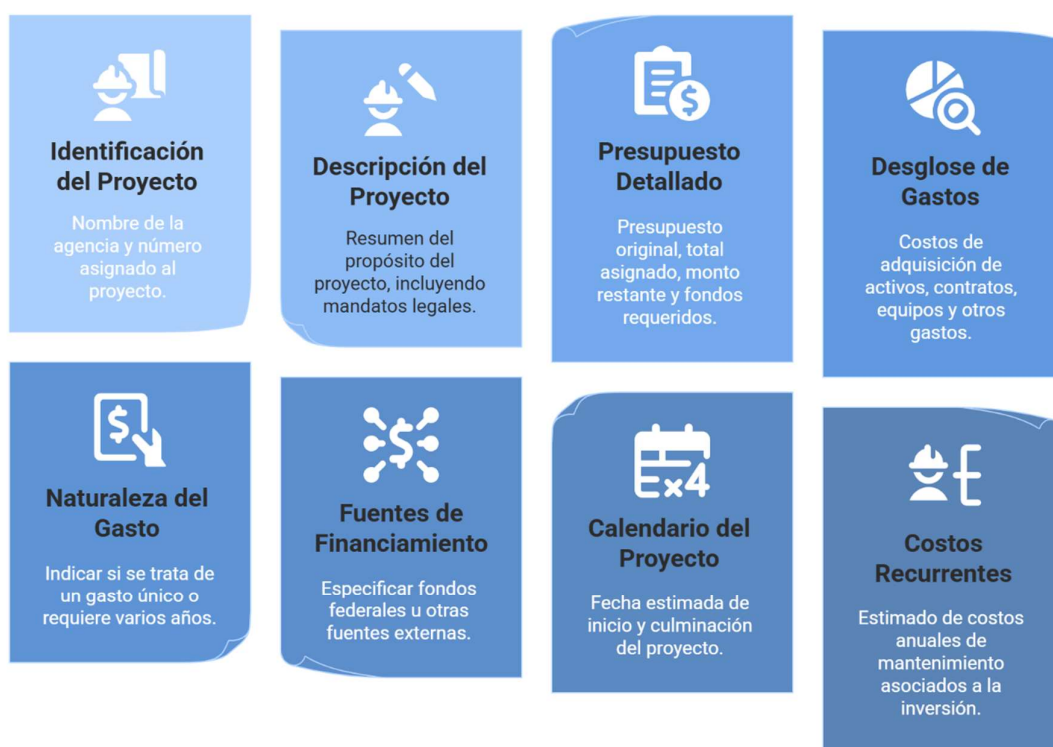 Identificación
del Proyecto
Nombre de la
agencia y número
asignado al
proyecto.
Descripción del
Proyecto
Resumen del
propósito del
proyecto, incluyendo
mandatos legales.
Presupuesto
Detallado
Presupuesto
original, total
asignado, monto
restante y fondos
requeridos.
Desglose de
Gastos
Costos de
adquisición de
activos, contratos,
equipos y otros
gastos.
Naturaleza del
Gasto
Indicar si se trata de
un gasto único o
requiere varios años.
Fuentes de
Financiamiento
Especificar fondos
federales u otras
fuentes externas.
x4
Calendario del
Proyecto
Fecha estimada de
inicio y culminación
del proyecto.
Costos
Recurrentes
Estimado de costos
anuales de
mantenimiento
asociados a la
inversión.